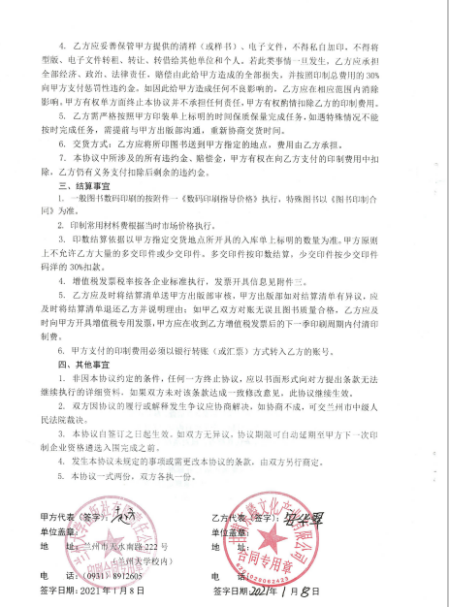 4. 乙方应妥善保管甲方提供的清样(或样书)、电子文件,不得私自加印、不得将
型版、电子文件转租、转让、转借给其他单位和个人。若此类事情一旦发生,乙方应承担
全部经济、政治、法律责任,赔偿由此给甲方造成的全部损失,并按照印制总费用的30%
向甲方支付惩罚性违约金。如因此给甲方造成任何不良影响的,乙方应在相应范围内消除
影响,甲方有权单方面终止本协议并不承担任何责任,甲方有权酌情扣除乙方的印制费用。
5. 乙方需严格按照甲方印装单上标明的时间保质保量完成任务,如遇特殊情况不能
按时完成任务,需提前与甲方出版部沟通,重新协商交货时间。
6. 交货方式:乙方应将所印图书送到甲方指定的地点,费用由乙方承担。
7. 本协议中所涉及的所有违约金、赔偿金,甲方有权在向乙方支付的印制费用中扣
除,乙方仍有义务支付扣除后剩余的违约金。
三、结算事宜
1. 一般图书数码印刷的按附件一《数码印刷指导价格》执行,特殊图书以《图书印制合
同》为准。
2. 印制常用材料费根据当时市场价格执行。
3. 印数结算依据以甲方指定交货地点所开具的入库单上标明的数量为准。甲方原则
上不允许乙方大量的多交印件或少交印件。多交印件按印数结算,少交印件按少交印件
码洋的30%扣款。
4. 增值税发票税率按各企业标准执行,发票开具信息见附件三。
5. 乙方应及时将结算清单送甲方出版部审核,甲方出版部如对结算清单有异议,应
及时将结算清单退还乙方并说明理由;如甲乙双方对账无误且图书质量合格,乙方应及
时向甲方开具增值税专用发票,甲方应在收到乙方增值税发票后的下一季印刷周期内付清印
制费。
6. 甲方支付的印制费用必须以银行转账(或汇票)方式转入乙方的账号。
四、其他事宜
1. 非因本协议约定的条件,任何一方终止协议,应以书面形式向对方提出条款无法
继续执行的详细资料。如果双方未对该条款达成一致修改意见,此协议继续生效。
2. 双方因协议的履行或解释发生争议应协商解决,如协商不成,可交兰州市中级人
民法院裁决。
3. 本协议自签订之日起生效。如双方无异议,协议期限可自动延期至甲方下一次印
制企业资格遴选入围完成之前。
4. 发生本协议未规定的事项或需更改本协议的条款,由双方另行商定。
5. 本协议一式两份,双方各执一份。
甲方代表(签字): 乙方代表(签字):
单位盖章: 单位盖章:
地 址:兰州市天水南路222号 地 址:
(兰州大学校内) 合同专用章
电 话:(0931)8912605 电 话:
签字日期:2021年1月8日 签字日期:2021年1月8日